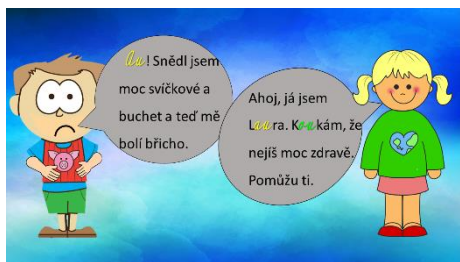 Au! Snědl jsem
moc svíčkové a
buchet a teď mě
bolí břicho.
Ahoj, já jsem
Laura. Koukám, že
nejíš moc zdravě.
Pomůžu ti.